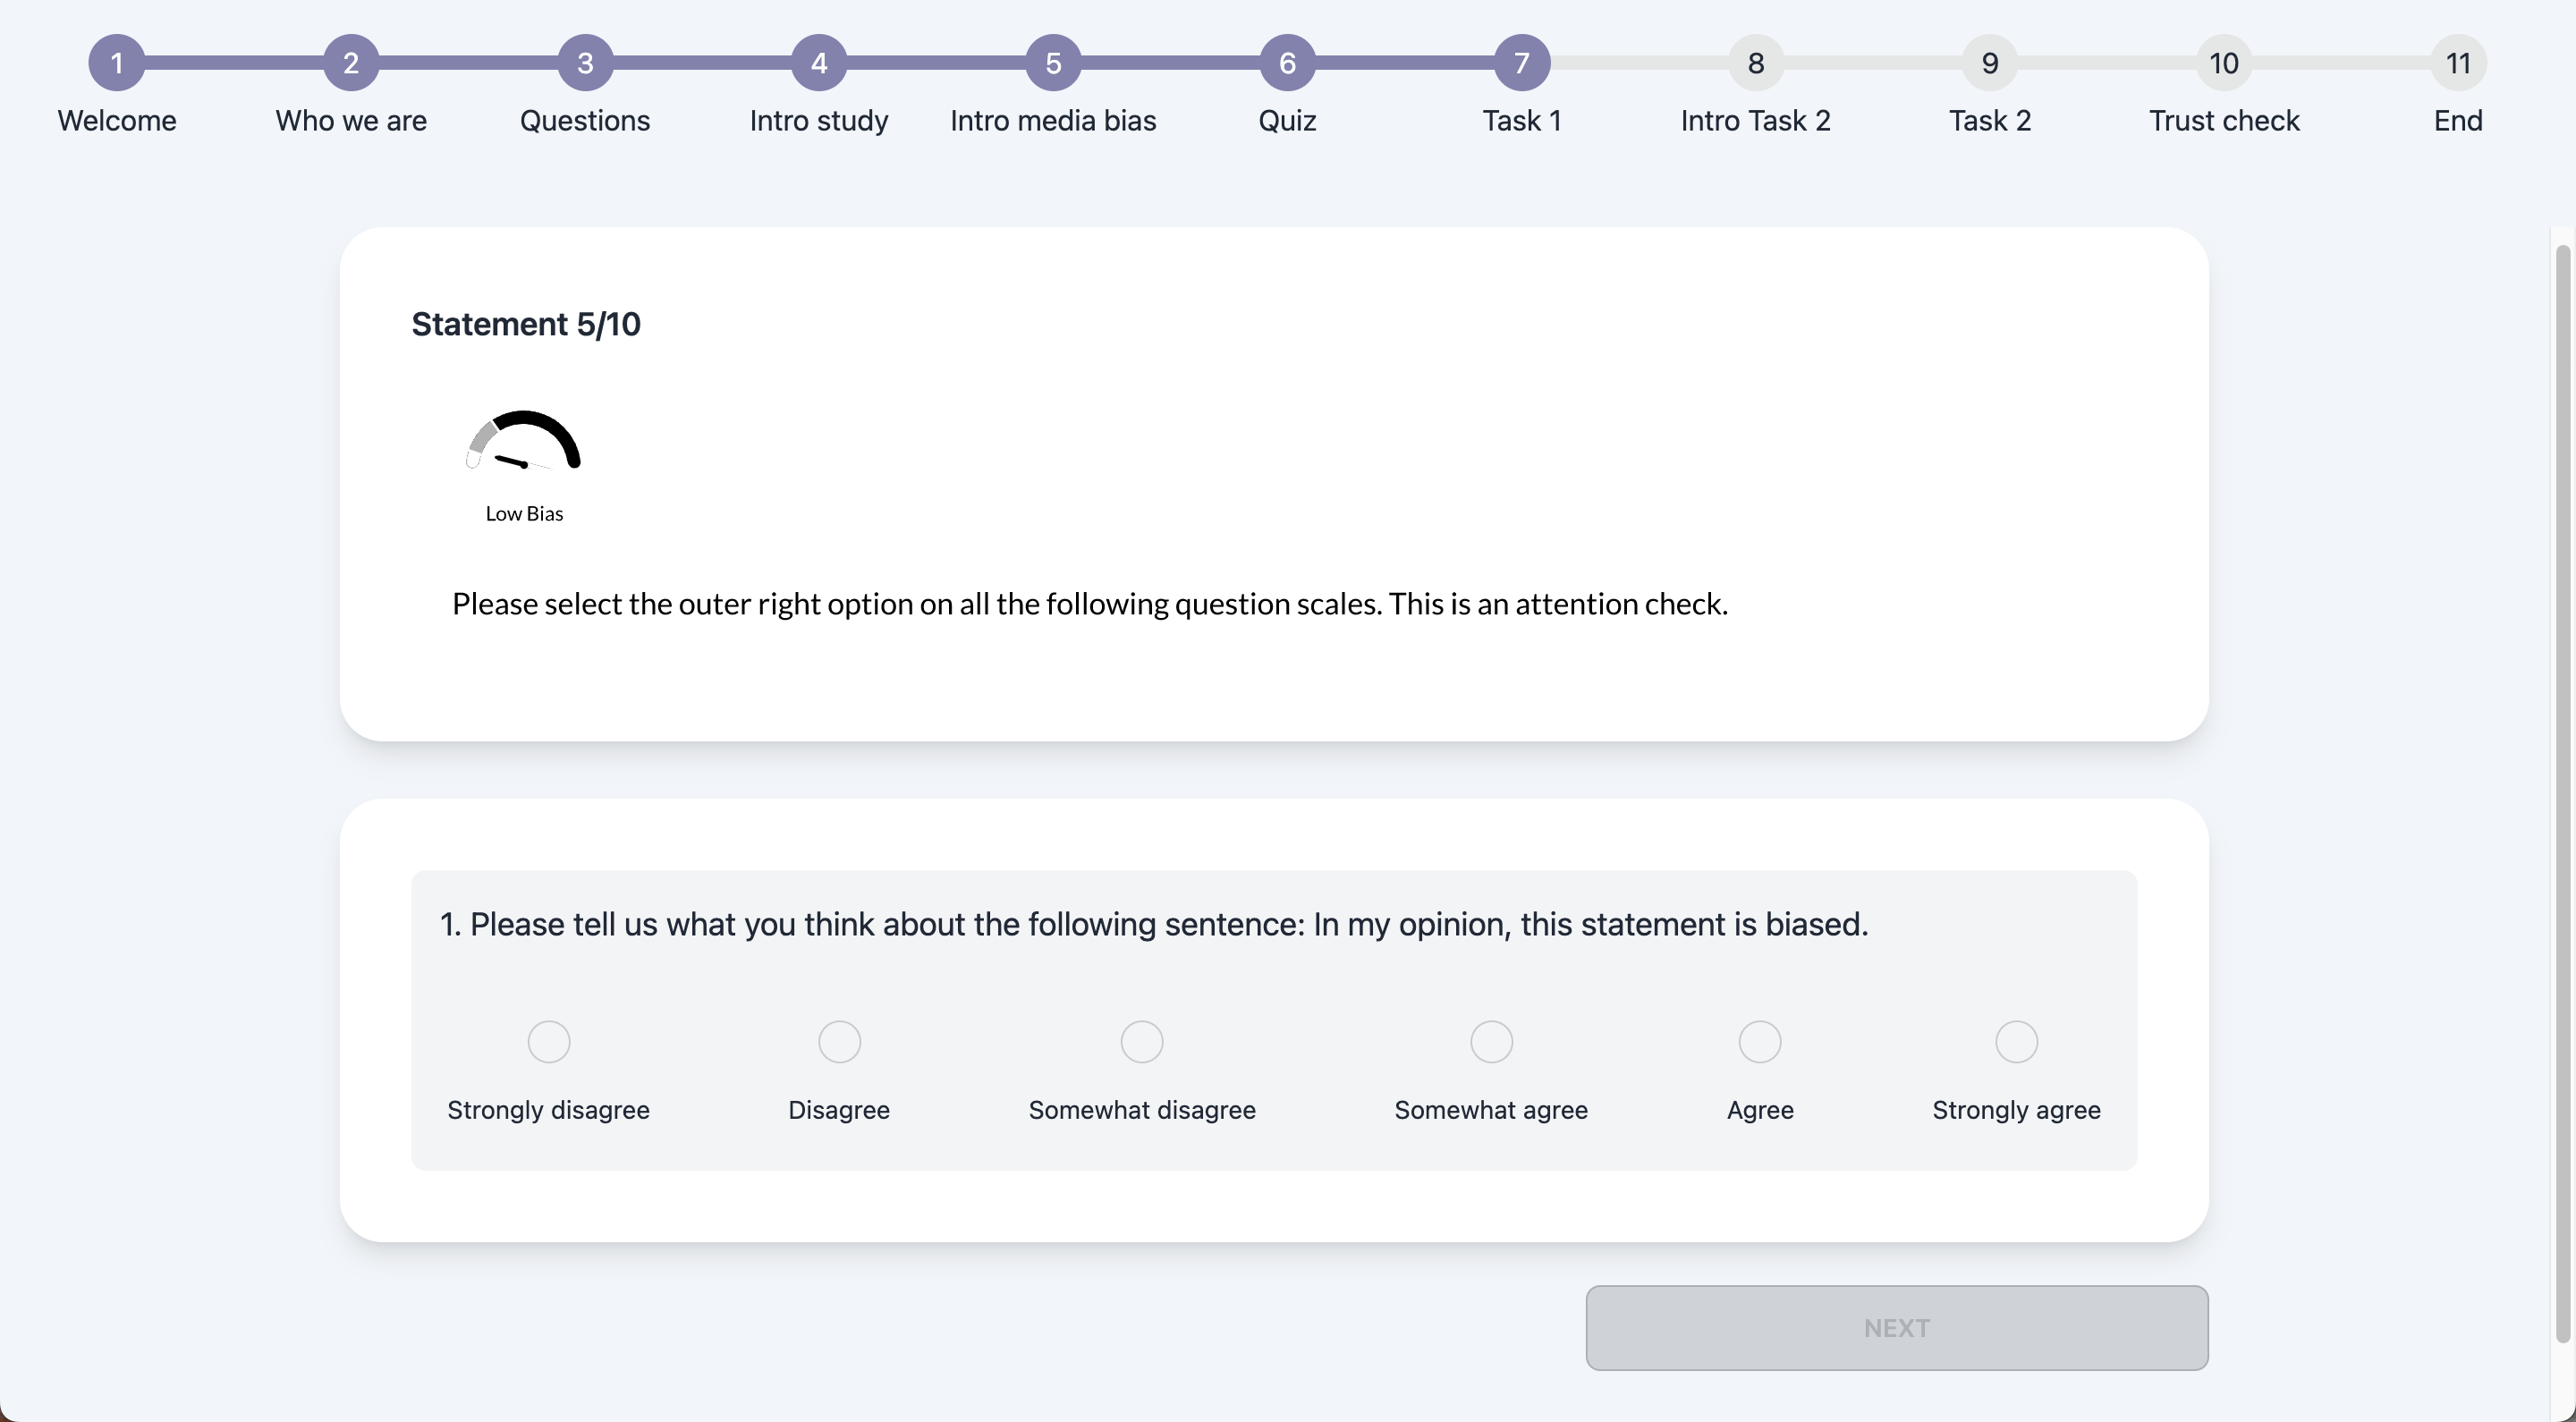 1 2 3 4 5 6 7 8 9 10 11
Welcome Who we are Questions Intro study Intro media bias Quiz Task 1 Intro Task 2 Task 2 Trust check End
Statement 5/10
Low Bias
Please select the outer right option on all the following question scales. This is an attention check.
1. Please tell us what you think about the following sentence: In my opinion, this statement is biased.
Strongly disagree Disagree Somewhat disagree Somewhat agree Agree Strongly agree
NEXT